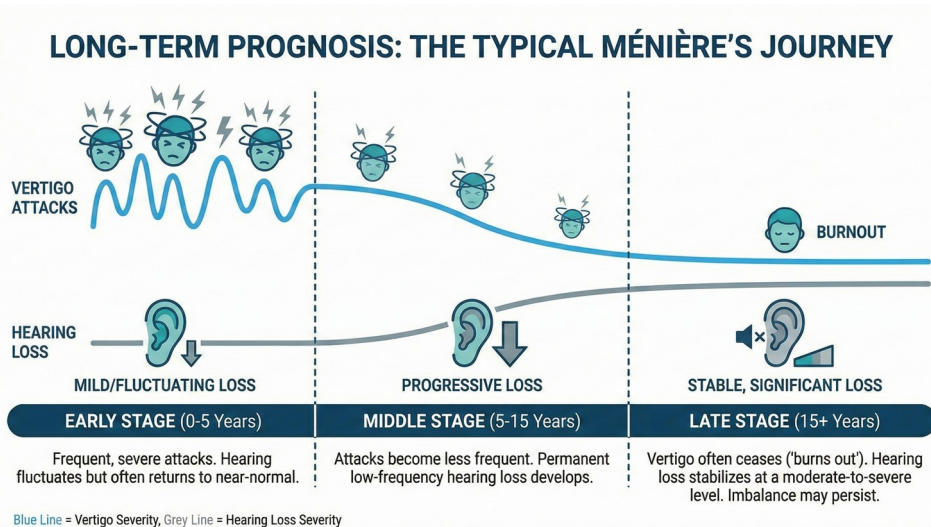 LONG-TERM PROGNOSIS: THE TYPICAL MÉNIÈRE'S JOURNEY
VERTIGO
ATTACKS
BURNOUT
HEARING
LOSS
MILD/FLUCTUATING LOSS
PROGRESSIVE LOSS
STABLE, SIGNIFICANT LOSS
EARLY STAGE (0-5 Years)
MIDDLE STAGE (5-15 Years)
LATE STAGE (15+ Years)
Frequent, severe attacks. Hearing
fluctuates but often returns to near-normal.
Attacks become less frequent. Permanent
low-frequency hearing loss develops.
Vertigo often ceases ('burns out'). Hearing
loss stabilizes at a moderate-to-severe
level. Imbalance may persist.
Blue Line = Vertigo Severity, Grey Line = Hearing Loss Severity